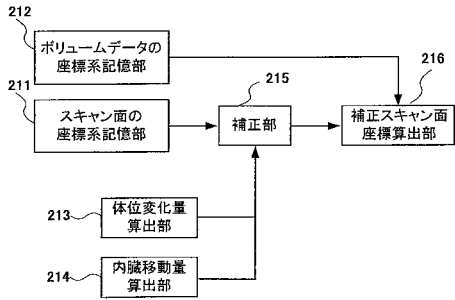 212
ボリュームデータの
座標系記憶部
211
スキャン面の
座標系記憶部
215
補正部
216
補正スキャン面
座標算出部
213
体位変化量
算出部
214
内臓移動量
算出部